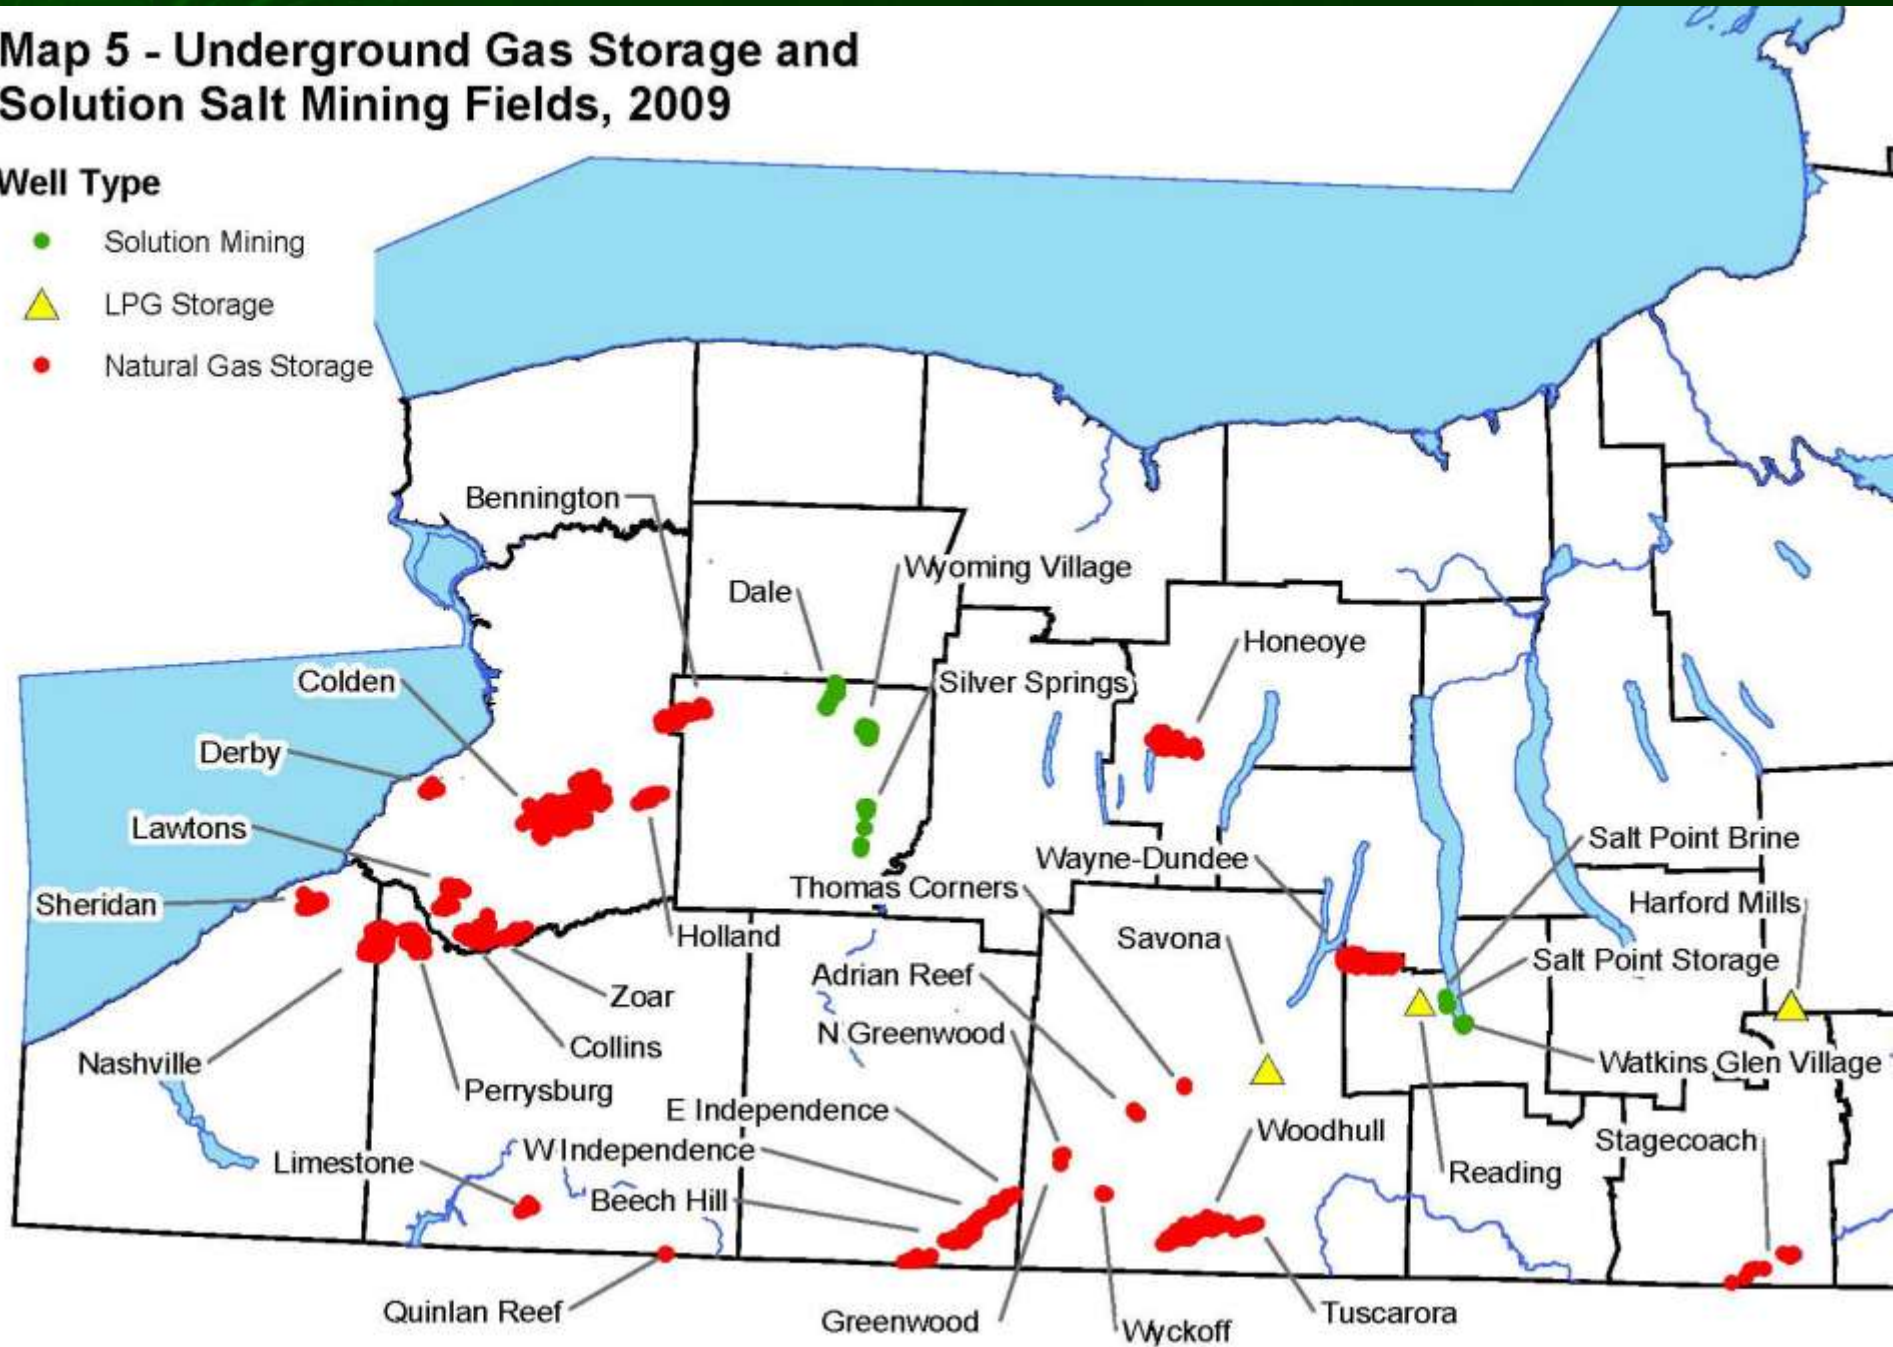 Map 5 - Underground Gas Storage and
Solution Salt Mining Fields, 2009
Well Type
Solution Mining
LPG Storage
Natural Gas Storage
Bennington
Wyoming Village
Dale
Honeoye
Colden
Silver Springs
Derby
Lawtons
Salt Point Brine
Wayne-Dundee
Thomas Corners
Sheridan
Harford Mills
Holland
Savona
Salt Point Storage
Adrian Reef
Zoar
N Greenwood
Collins
Nashville
Watkins Glen Village
Perrysburg
E Independence
Woodhull
Stagecoach
W Independence
Limestone
Reading
Beech Hill
Quinlan Reef
Greenwood
Tuscarora
Wyckoff